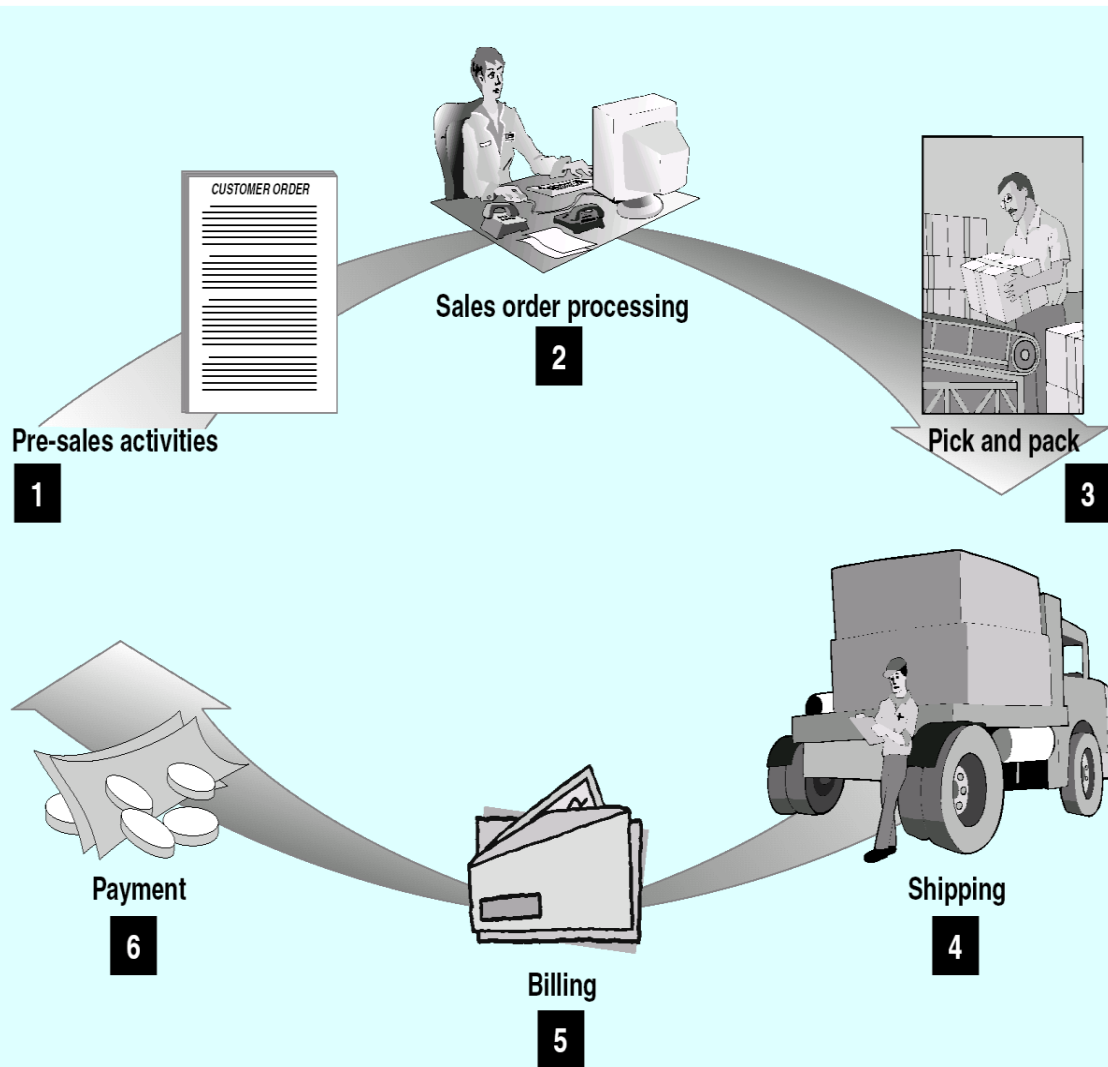 CUSTOMER ORDER
Sales order processing
2
Pre-sales activities
1
Pick and pack
3
Payment
6
Shipping
4
Billing
5